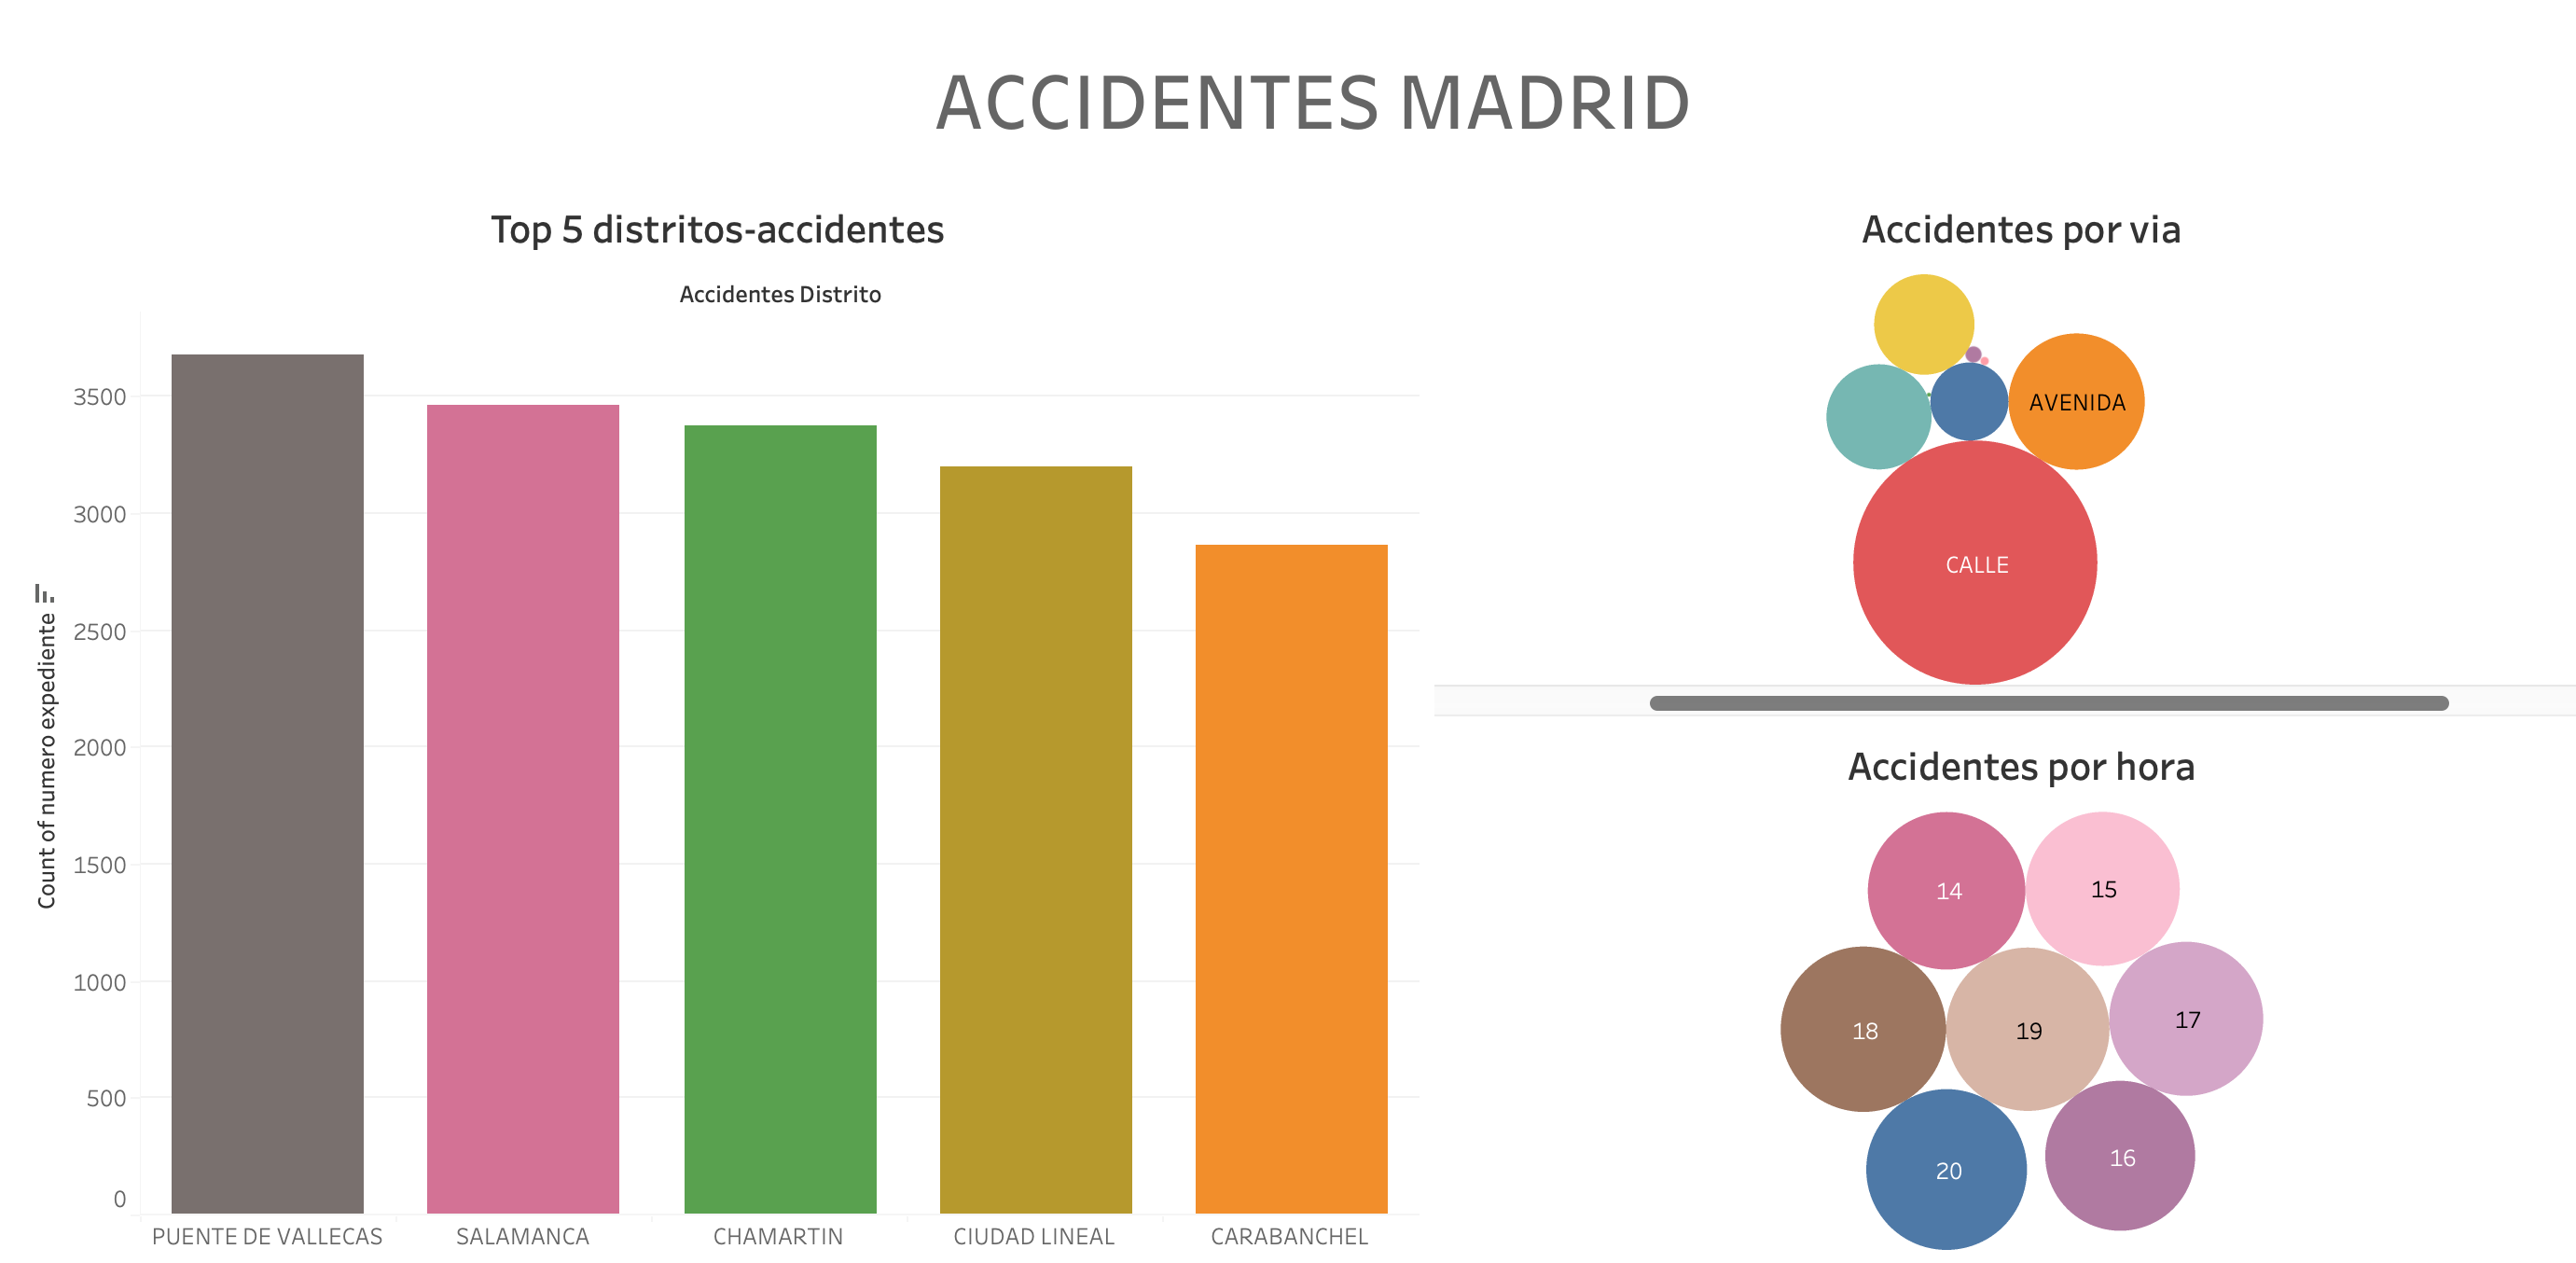 ACCIDENTES MADRID
Top 5 distritos-accidentes
Accidentes Distrito
Count of numero expediente
3500
3000
2500
2000
1500
1000
500
0
PUENTE DE VALLECAS
SALAMANCA
CHAMARTIN
CIUDAD LINEAL
CARABANCHEL
Accidentes por via
AVENIDA
CALLE
Accidentes por hora
14
15
18
19
17
20
16